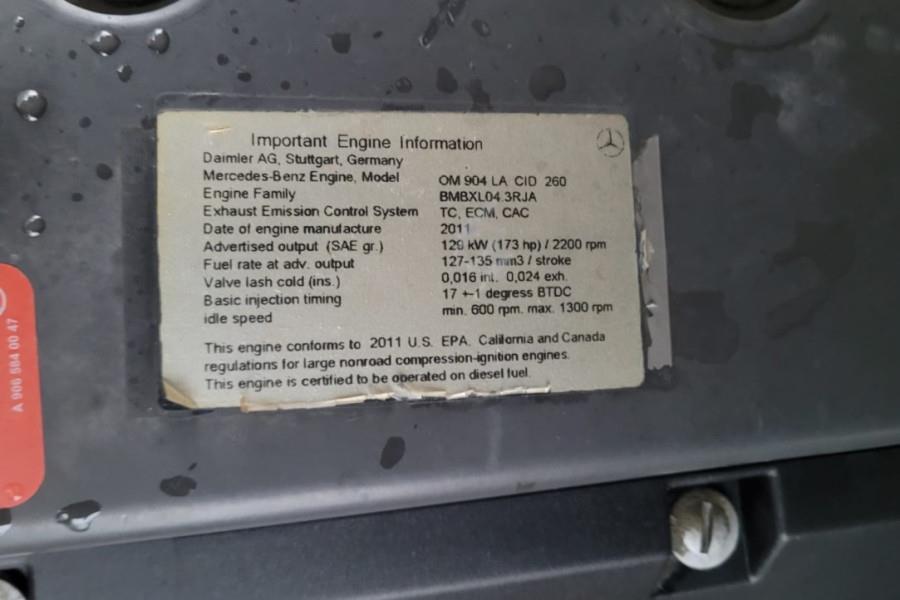 Important Engine Information
Daimler AG, Stuttgart, Germany
Mercedes-Benz Engine, Model OM 904 LA CID 260
Engine Family BMBXL04.3RJA
Exhaust Emission Control System TC, ECM, CAC
Date of engine manufacture 2011
Advertised output (SAE gr.) 129 kW (173 hp) / 2200 rpm
Fuel rate at adv. output 127-135 mm3 / stroke
Valve lash cold (ins.) 0,016 int. 0,024 exh.
Basic injection timing 17 +-1 degress BTDC
idle speed min. 600 rpm. max. 1300 rpm
This engine conforms to 2011 U.S. EPA, California and Canada
regulations for large nonroad compression-ignition engines.
This engine is certified to be operated on diesel fuel.
A 906 584 00 47